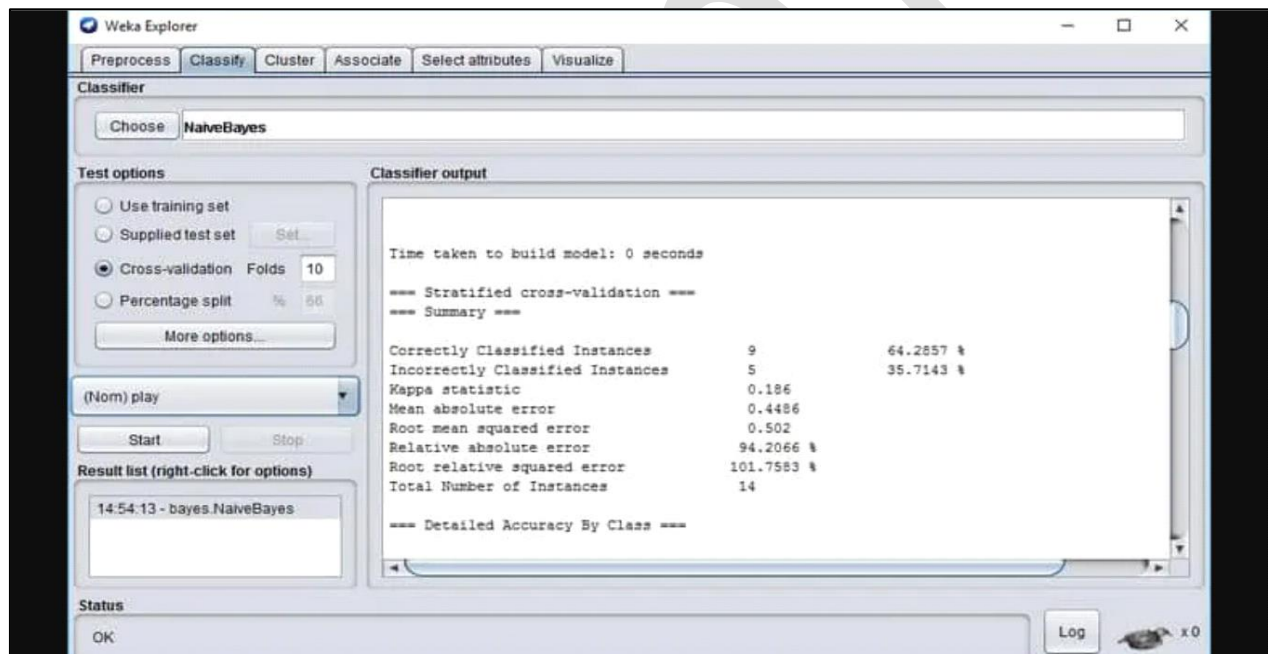 Weka Explorer
Preprocess Classify Cluster Associate Select attributes Visualize
Classifier
Choose NaiveBayes
Test options
Use training set
Supplied test set Set...
Cross-validation Folds 10
Percentage split % 66
More options...
(Nom) play
Start Stop
Result list (right-click for options)
14:54:13 - bayes.NaiveBayes
Classifier output
Time taken to build model: 0 seconds
=== Stratified cross-validation ===
=== Summary ===
Correctly Classified Instances 9 64.2857 %
Incorrectly Classified Instances 5 35.7143 %
Kappa statistic 0.186
Mean absolute error 0.4486
Root mean squared error 0.502
Relative absolute error 94.2066 %
Root relative squared error 101.7583 %
Total Number of Instances 14
=== Detailed Accuracy By Class ===
Status
OK
Log x 0